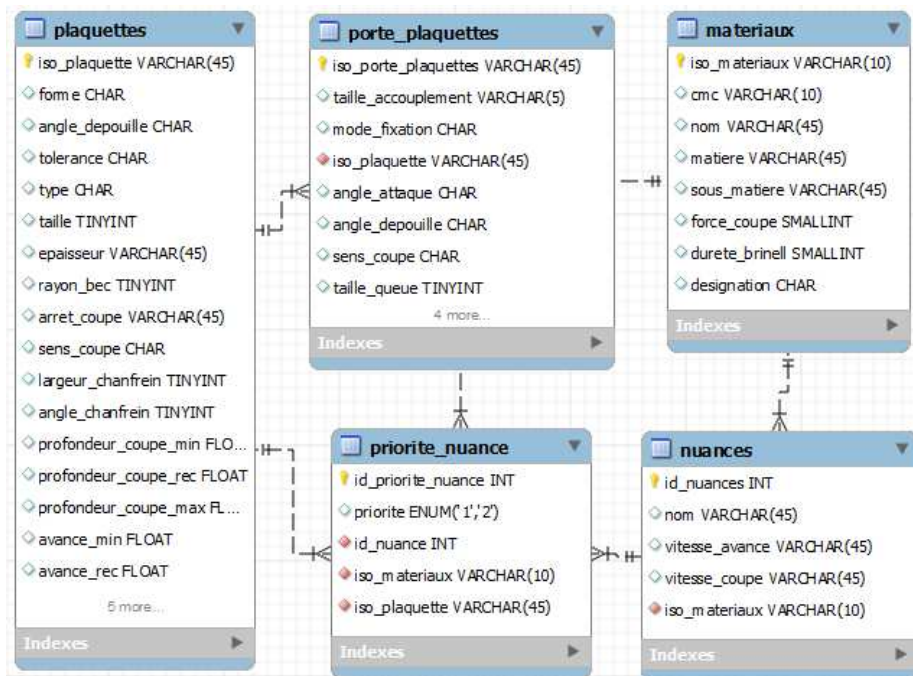 plaquettes
iso_plaquette VARCHAR(45)
forme CHAR
angle_depouille CHAR
tolerance CHAR
type CHAR
taille TINYINT
epaisseur VARCHAR(45)
rayon_bec TINYINT
arret_coupe VARCHAR(45)
sens_coupe CHAR
largeur_chanfrein TINYINT
angle_chanfrein TINYINT
profondeur_coupe_min FLO...
profondeur_coupe_rec FLOAT
profondeur_coupe_max FL...
avance_min FLOAT
avance_rec FLOAT
5 more...
Indexes
porte_plaquettes
iso_porte_plaquettes VARCHAR(45)
taille_accouplement VARCHAR(5)
mode_fixation CHAR
iso_plaquette VARCHAR(45)
angle_attaque CHAR
angle_depouille CHAR
sens_coupe CHAR
taille_queue TINYINT
4 more...
Indexes
materiaux
iso_materiaux VARCHAR(10)
cmc VARCHAR(10)
nom VARCHAR(45)
matiere VARCHAR(45)
sous_matiere VARCHAR(45)
force_coupe SMALLINT
durete_brinell SMALLINT
designation CHAR
Indexes
priorite_nuance
id_priorite_nuance INT
priorite ENUM('1','2')
id_nuance INT
iso_materiaux VARCHAR(10)
iso_plaquette VARCHAR(45)
Indexes
nuances
id_nuances INT
nom VARCHAR(45)
vitesse_avance VARCHAR(45)
vitesse_coupe VARCHAR(45)
iso_materiaux VARCHAR(10)
Indexes